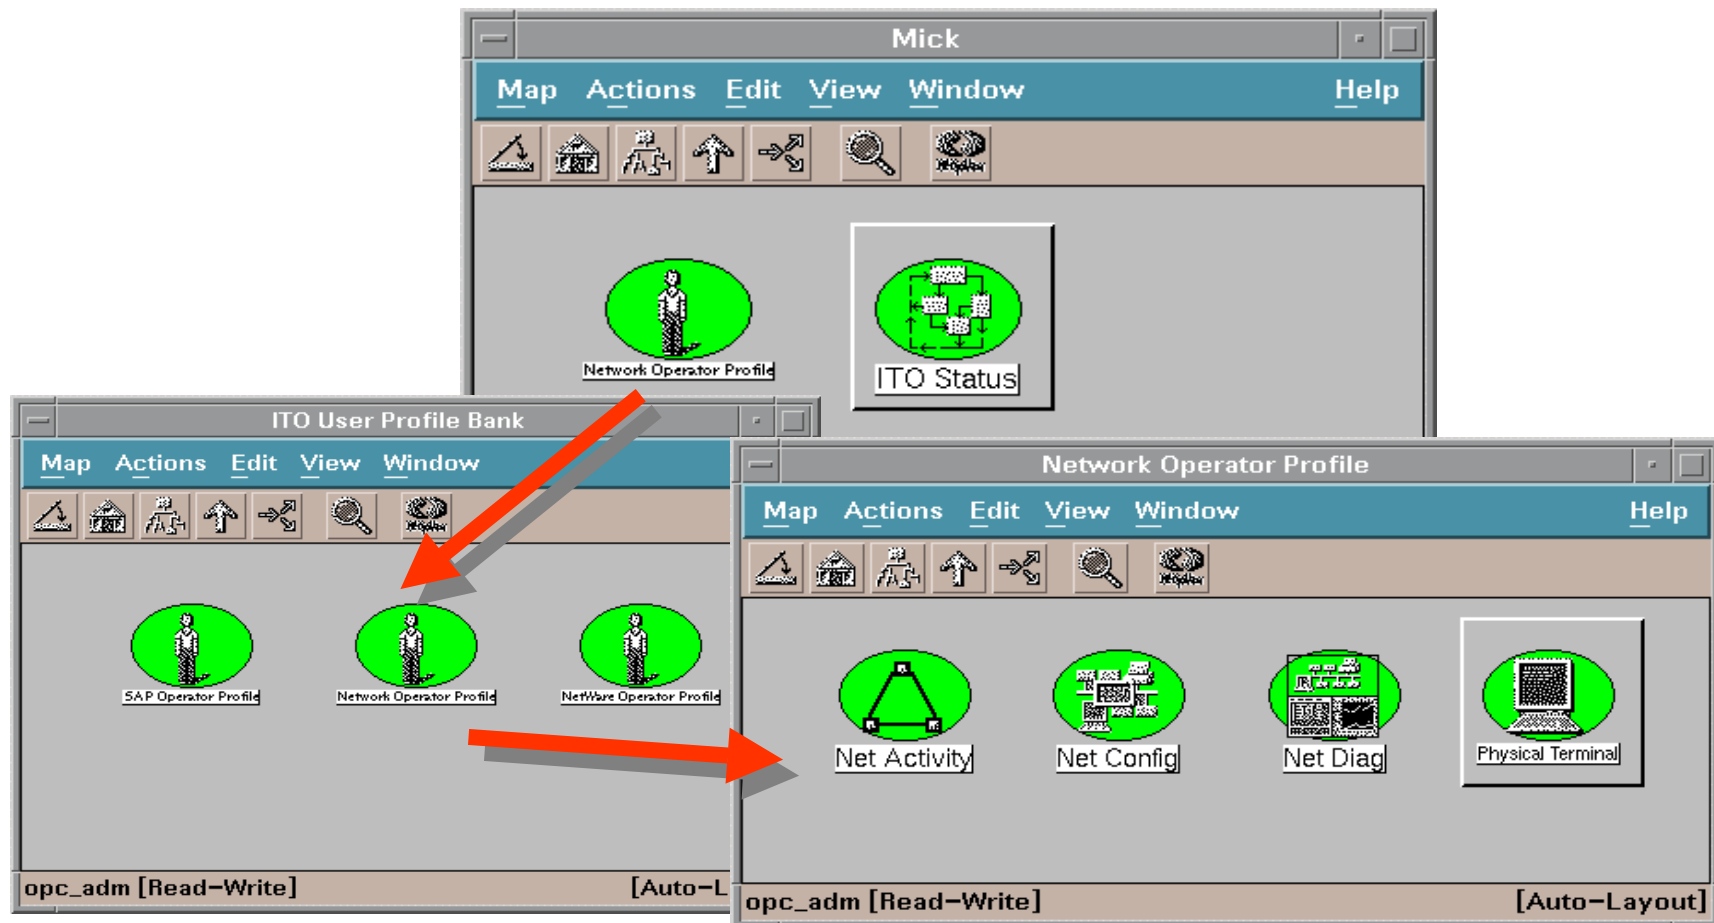 Mick
Map Actions Edit View Window Help
Network Operator Profile
ITO Status
ITO User Profile Bank
Map Actions Edit View Window
SAP Operator Profile
Network Operator Profile
NetWare Operator Profile
opc_adm [Read-Write] [Auto-L
Network Operator Profile
Map Actions Edit View Window Help
Net Activity
Net Config
Net Diag
Physical Terminal
opc_adm [Read-Write] [Auto-Layout]